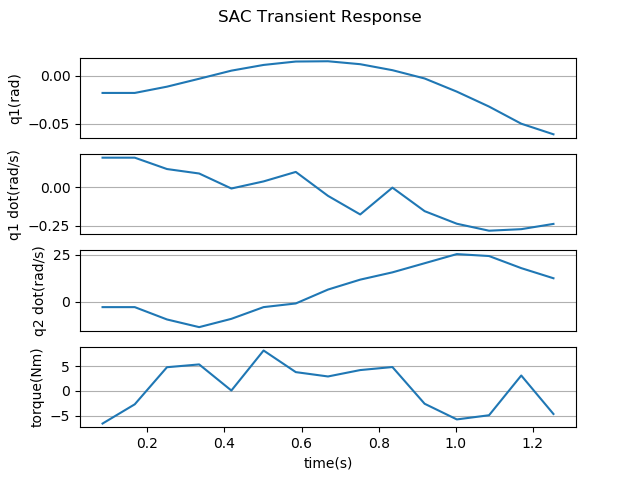 SAC Transient Response
q1(rad)
0.00
−0.05
q1 dot(rad/s)
0.00
−0.25
q2 dot(rad/s)
25
0
torque(Nm)
5
0
−5
0.2 0.4 0.6 0.8 1.0 1.2
time(s)